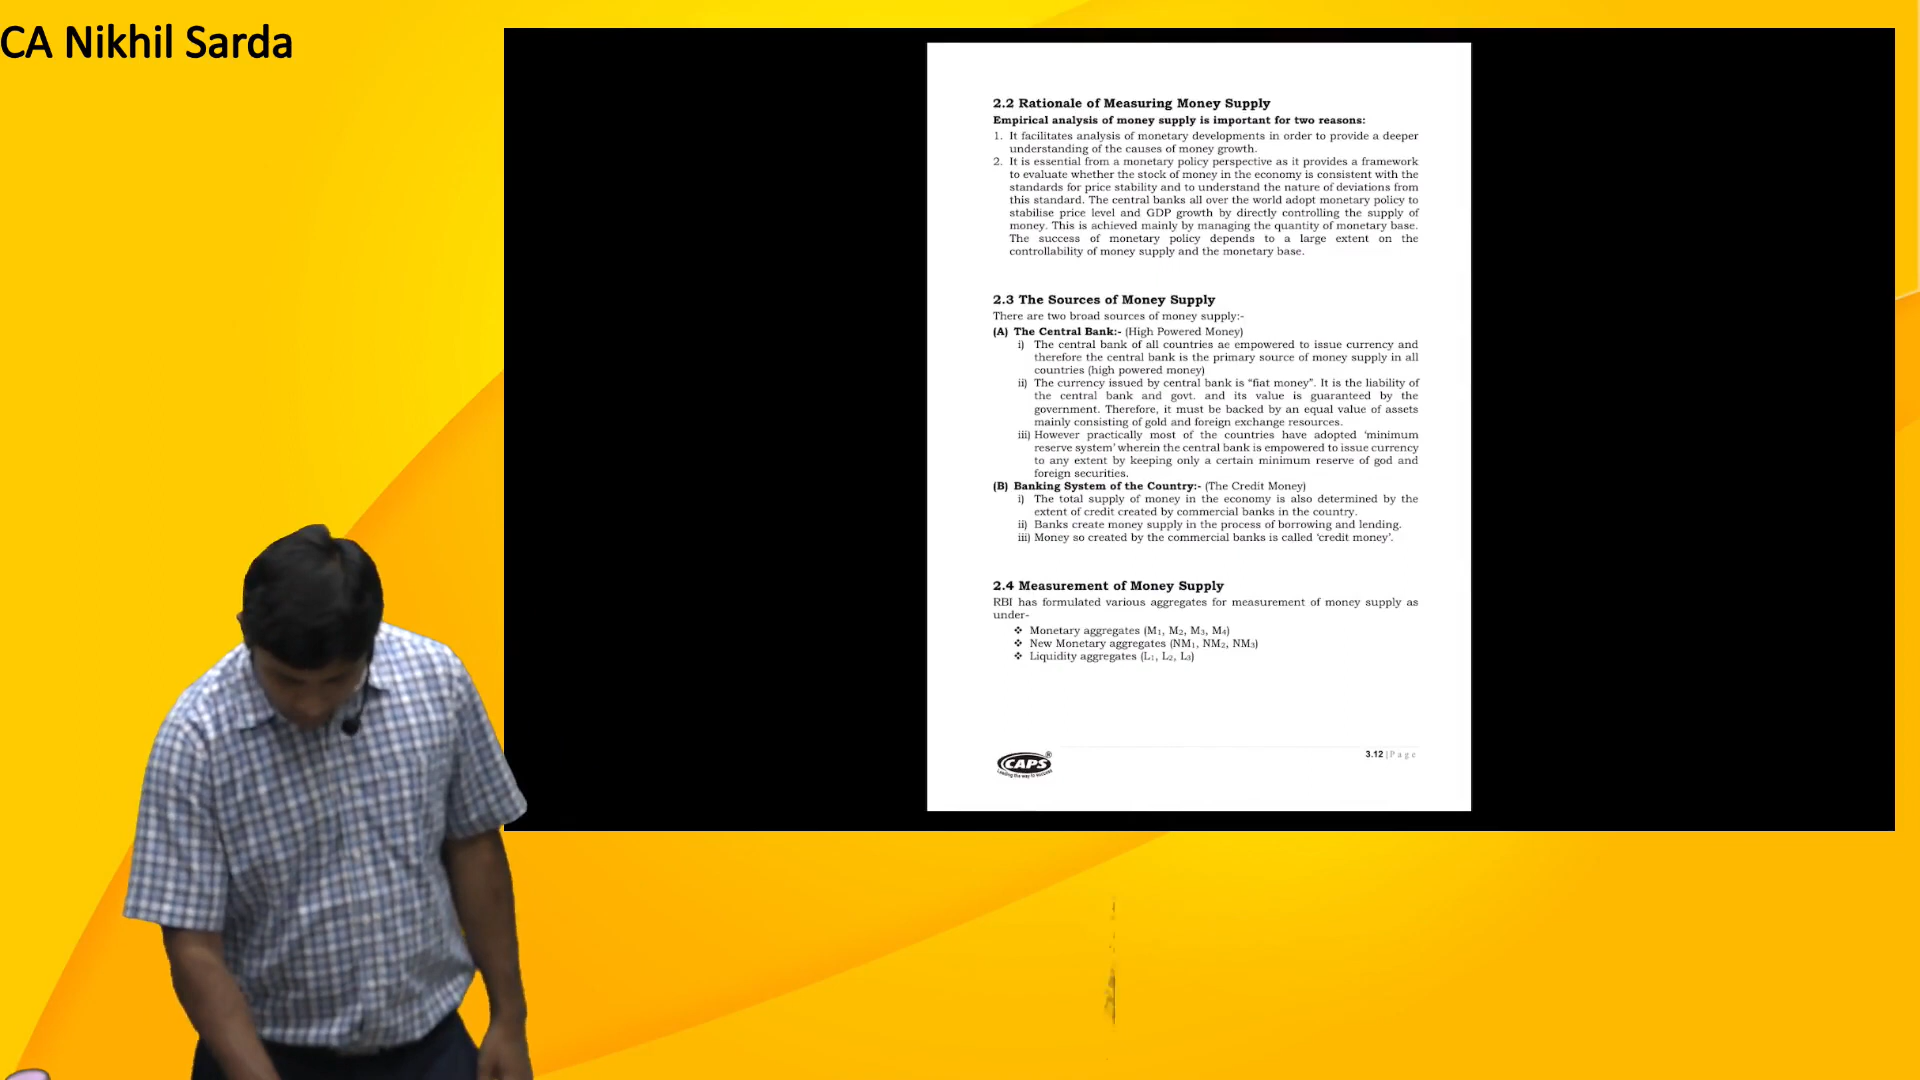 CA Nikhil Sarda
2.2 Rationale of Measuring Money Supply
Empirical analysis of money supply is important for two reasons:
1. It facilitates analysis of monetary developments in order to provide a deeper
understanding of the causes of money growth.
2. It is essential from a monetary policy perspective as it provides a framework
to evaluate whether the stock of money in the economy is consistent with the
standards for price stability and to understand the nature of deviations from
this standard. The central banks all over the world adopt monetary policy to
stabilise price level and GDP growth by directly controlling the supply of
money. This is achieved mainly by managing the quantity of monetary base.
The success of monetary policy depends to a large extent on the
controllability of money supply and the monetary base.
2.3 The Sources of Money Supply
There are two broad sources of money supply:-
(A) The Central Bank:- (High Powered Money)
i) The central bank of all countries ae empowered to issue currency and
therefore the central bank is the primary source of money supply in all
countries (high powered money)
ii) The currency issued by central bank is “fiat money”. It is the liability of
the central bank and govt. and its value is guaranteed by the
government. Therefore, it must be backed by an equal value of assets
mainly consisting of gold and foreign exchange resources.
iii) However practically most of the countries have adopted ‘minimum
reserve system’ wherein the central bank is empowered to issue currency
to any extent by keeping only a certain minimum reserve of god and
foreign securities.
(B) Banking System of the Country:- (The Credit Money)
i) The total supply of money in the economy is also determined by the
extent of credit created by commercial banks in the country.
ii) Banks create money supply in the process of borrowing and lending.
iii) Money so created by the commercial banks is called ‘credit money’.
2.4 Measurement of Money Supply
RBI has formulated various aggregates for measurement of money supply as
under-
❖ Monetary aggregates (M₁, M₂, M₃, M₄)
❖ New Monetary aggregates (NM₁, NM₂, NM₃)
❖ Liquidity aggregates (L₁, L₂, L₃)
CAPS®
Leading the way to success
3.12 | Page